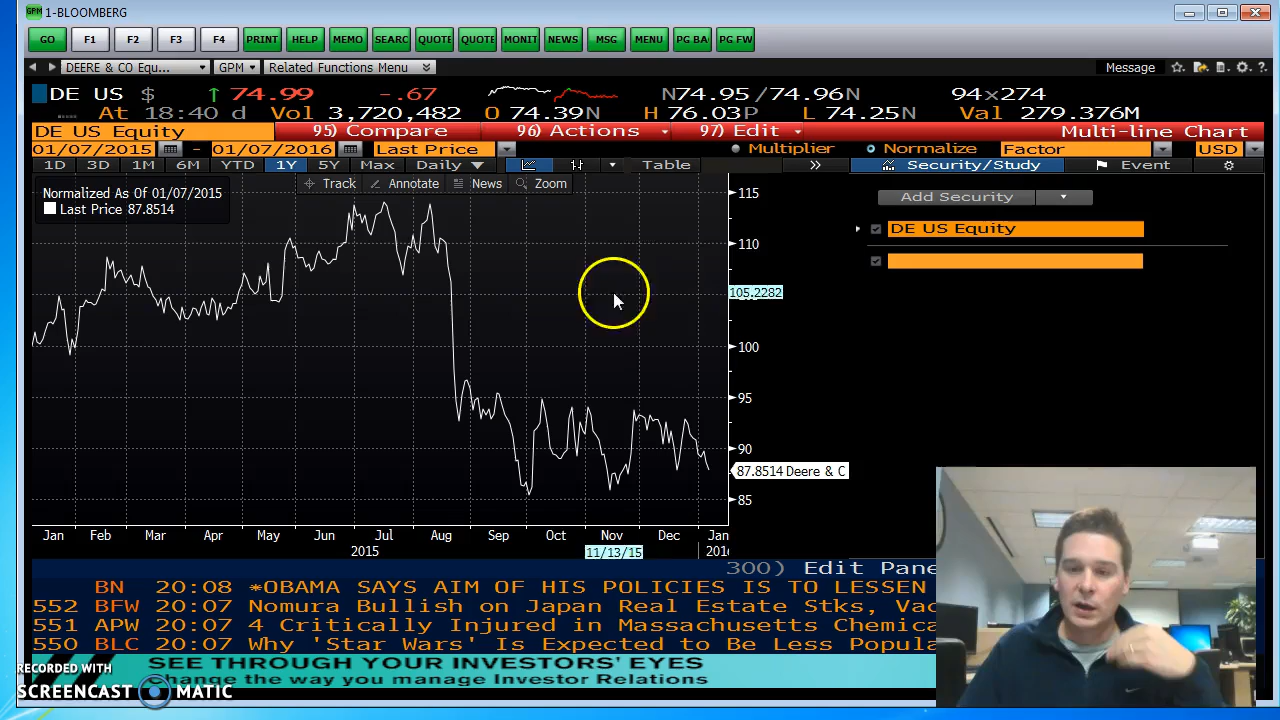 GPM 1-BLOOMBERG
GO F1 F2 F3 F4 PRINT HELP MEMO SEARC QUOTE QUOTE MONIT NEWS MSG MENU PG BA PG FW
DEERE & CO Equ... GPM Related Functions Menu Message ?
DE US $ ↑ 74.99 -.67 N74.95/74.96N 94×274
At 18:40 d Vol 3,720,482 O 74.39N H 76.03D L 74.25N Val 279.376M
DE US Equity 95) Compare 96) Actions 97) Edit Multi-line Chart
01/07/2015 - 01/07/2016 Last Price Multiplier Normalize Factor USD
1D 3D 1M 6M YTD 1Y 5Y Max Daily Table » Security/Study Event
Track Annotate News Zoom
Normalized As Of 01/07/2015
Last Price 87.8514
Add Security
DE US Equity
115
110
105.2282
100
95
90
87.8514 Deere & C
85
Jan Feb Mar Apr May Jun Jul Aug Sep Oct Nov Dec Jan
2015 11/13/15 2016
300) Edit Pane
BN 20:08 *OBAMA SAYS AIM OF HIS POLICIES IS TO LESSEN
552 BFW 20:07 Nomura Bullish on Japan Real Estate Stks, Vac
551 APW 20:07 4 Critically Injured in Massachusetts Chemica
550 BLC 20:07 Why 'Star Wars' Is Expected to Be Less Popula
SEE THROUGH YOUR INVESTORS' EYES
Change the way you manage Investor Relations
RECORDED WITH
SCREENCAST MATIC